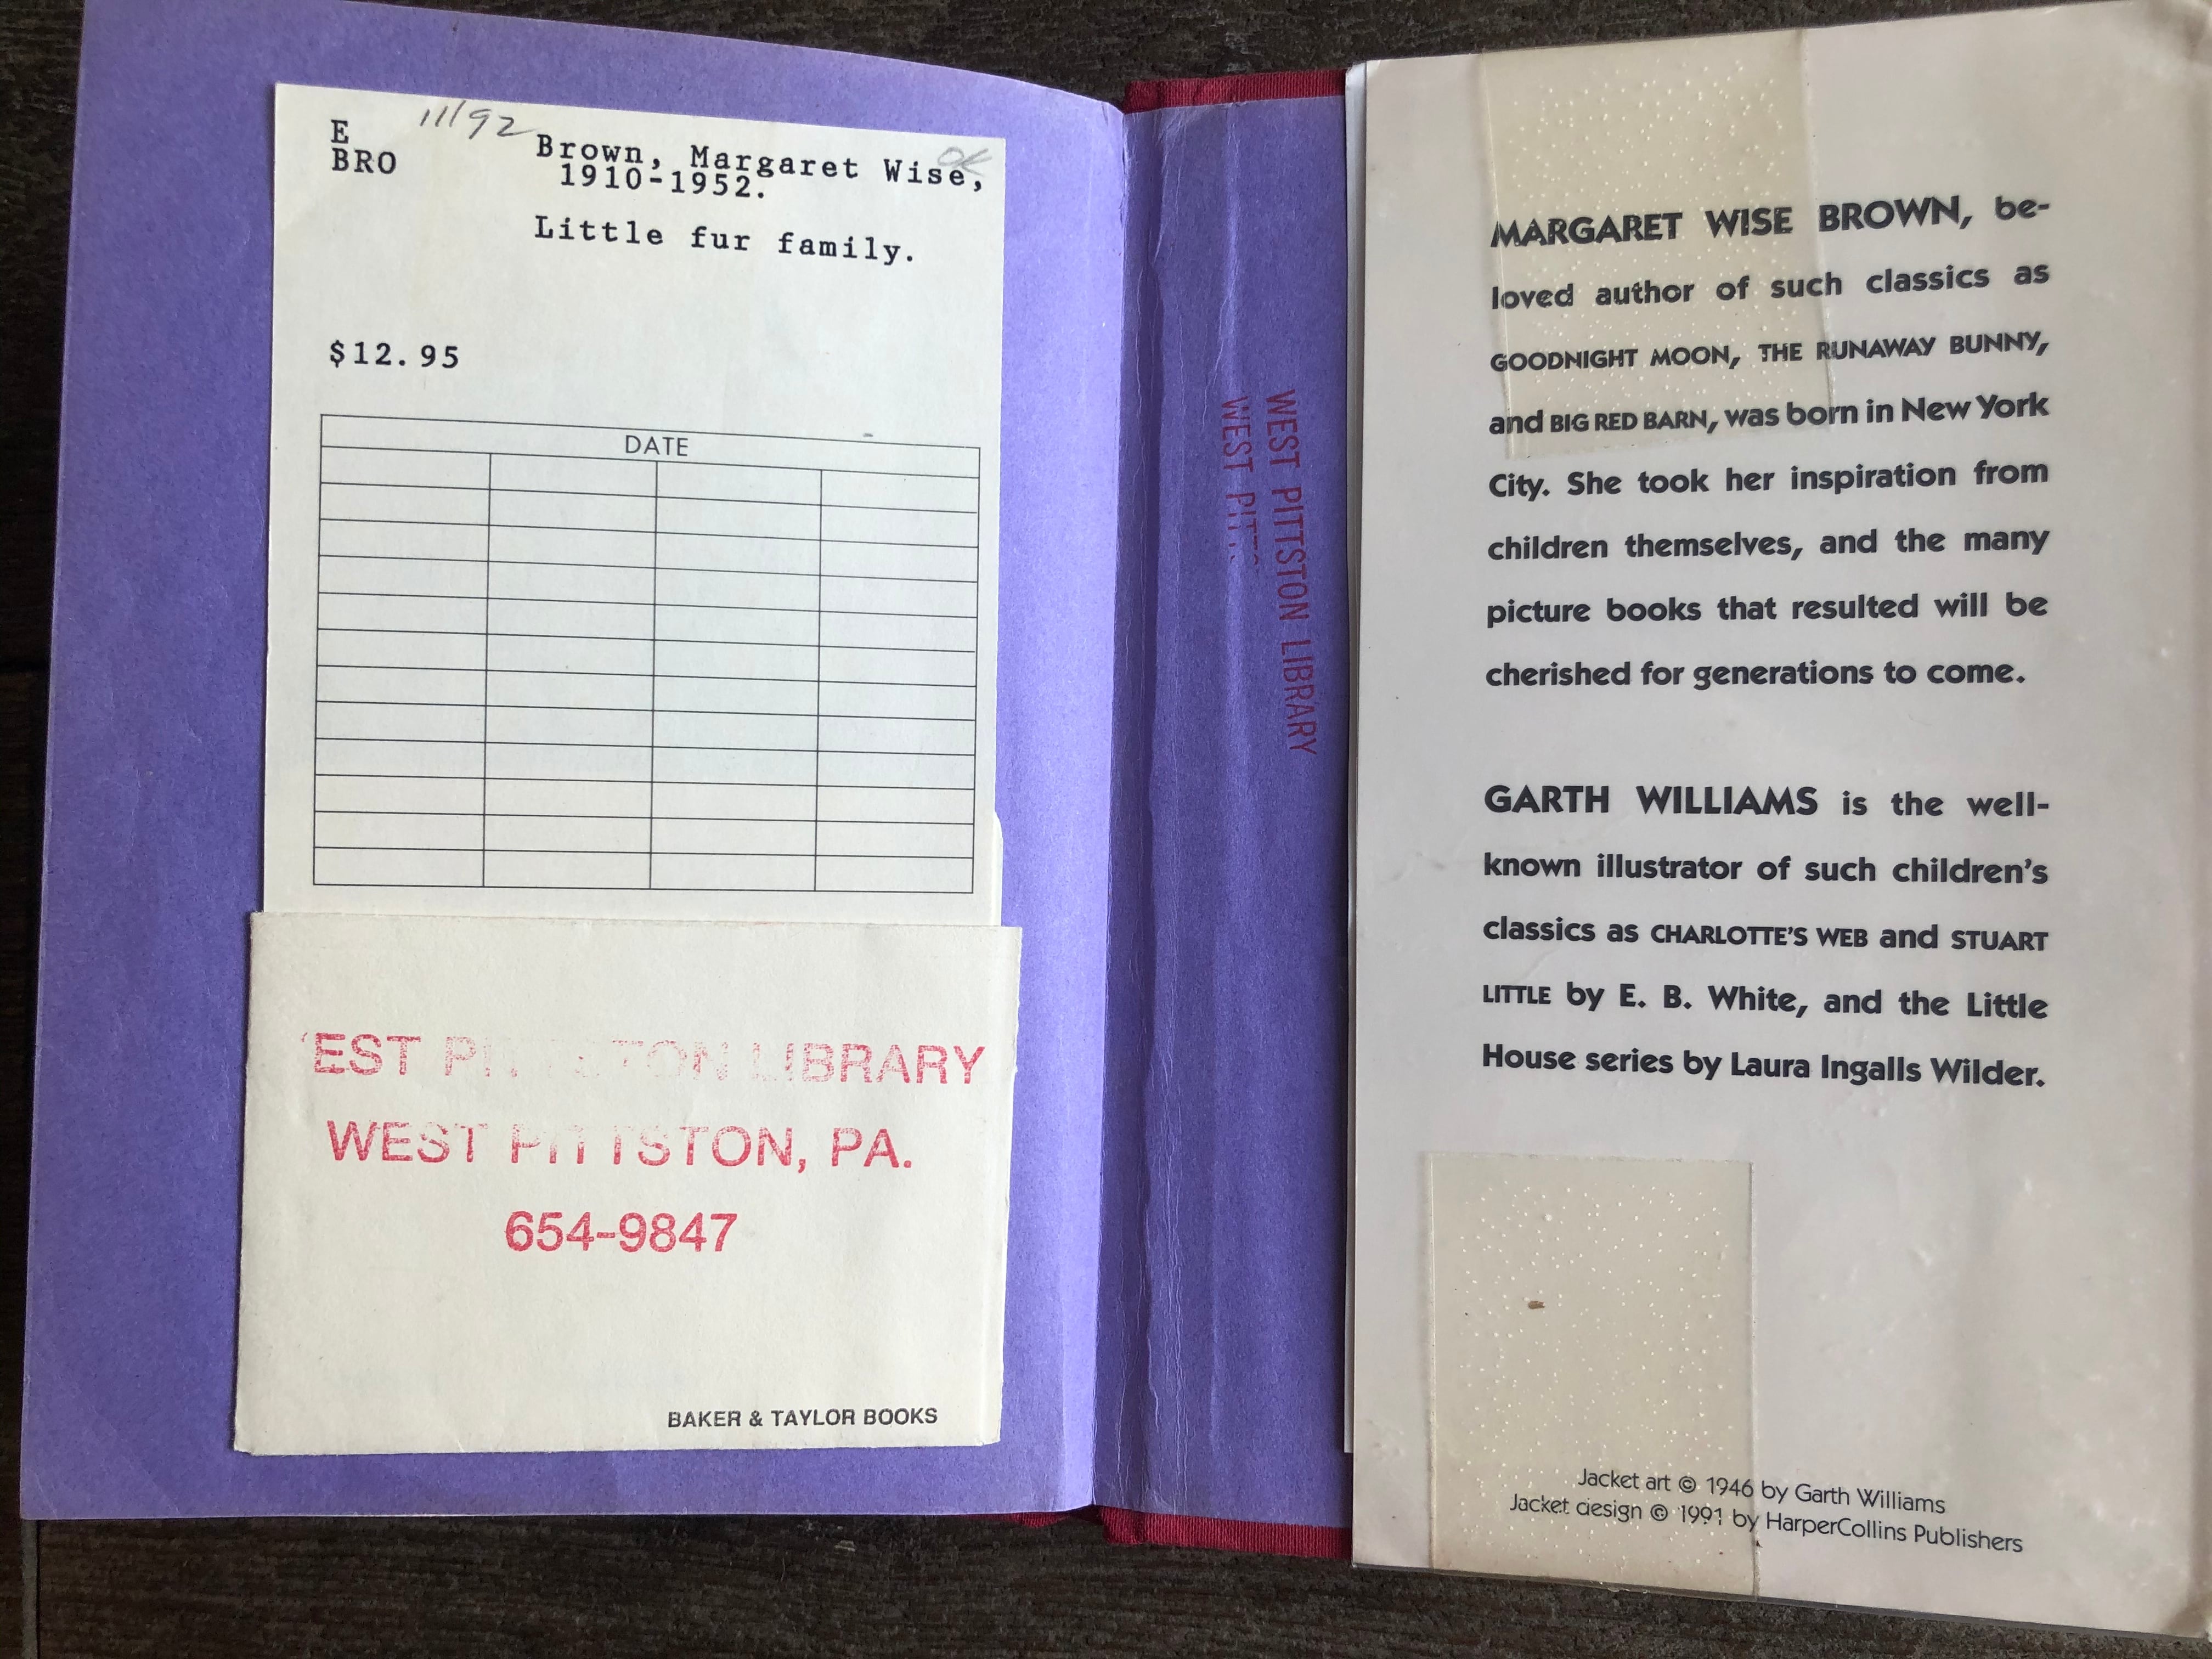 E
BRO
11/92
OK
Brown, Margaret Wise,
1910-1952.
Little fur family.
$12.95
DATE
EST PITTSTON LIBRARY
WEST PITTSTON, PA.
654-9847
BAKER & TAYLOR BOOKS
WEST PITTSTON LIBRARY
WEST
MARGARET WISE BROWN, be-
loved author of such classics as
GOODNIGHT MOON, THE RUNAWAY BUNNY,
and BIG RED BARN, was born in New York
City. She took her inspiration from
children themselves, and the many
picture books that resulted will be
cherished for generations to come.
GARTH WILLIAMS is the well-
known illustrator of such children's
classics as CHARLOTTE'S WEB and STUART
LITTLE by E. B. White, and the Little
House series by Laura Ingalls Wilder.
Jacket art © 1946 by Garth Williams
Jacket design © 1991 by HarperCollins Publishers